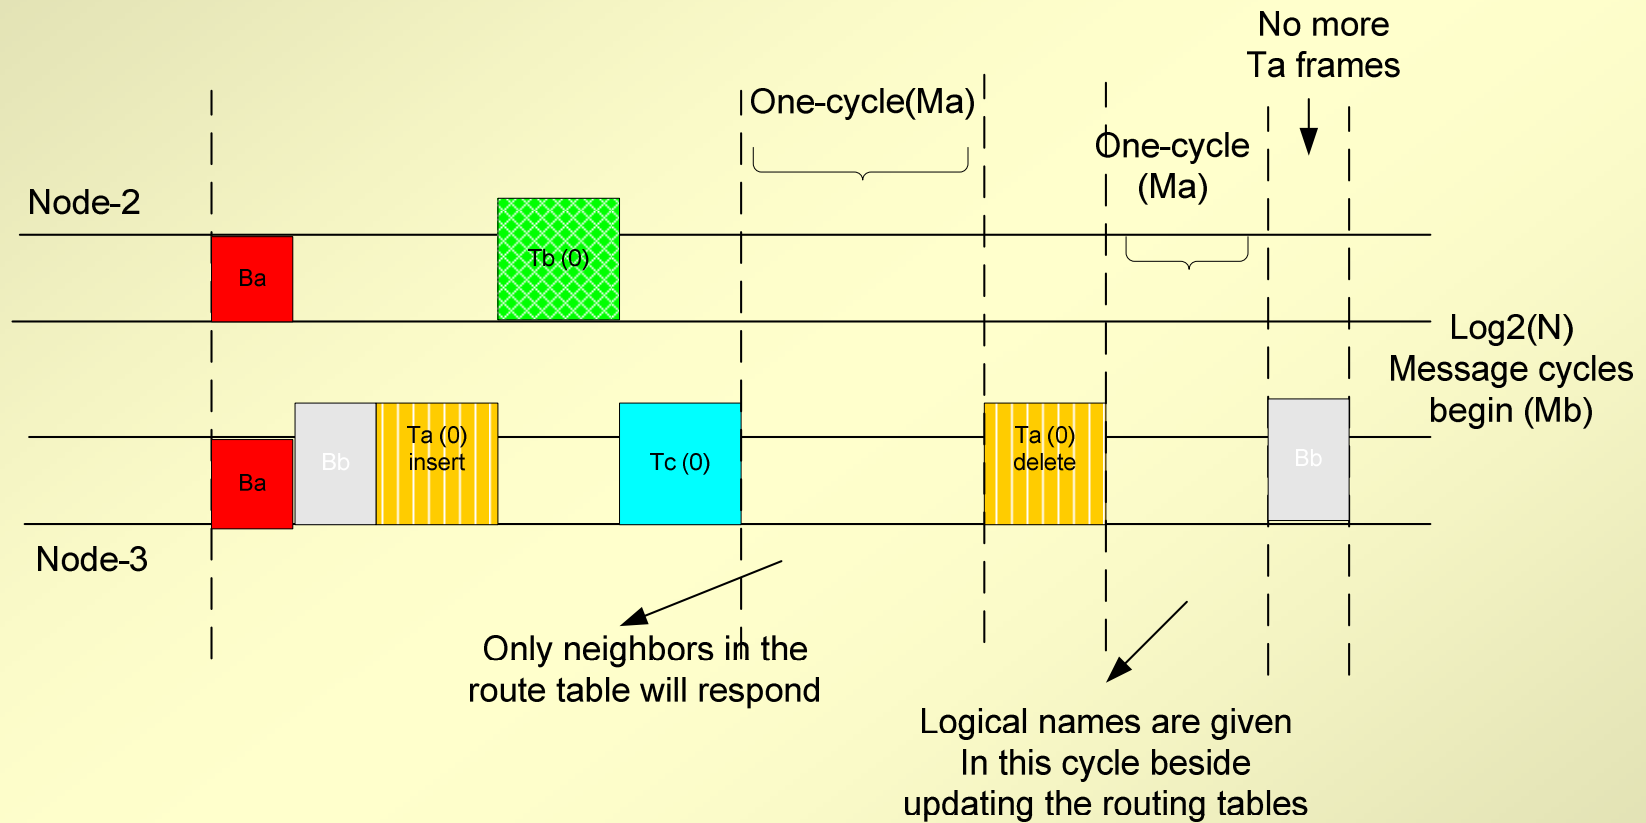 No more
Ta frames
One-cycle(Ma)
One-cycle
(Ma)
Node-2
Ba
Tb (0)
Log2(N)
Message cycles
begin (Mb)
Ba
Bb
Ta (0)
insert
Tc (0)
Ta (0)
delete
Bb
Node-3
Only neighbors in the
route table will respond
Logical names are given
In this cycle beside
updating the routing tables